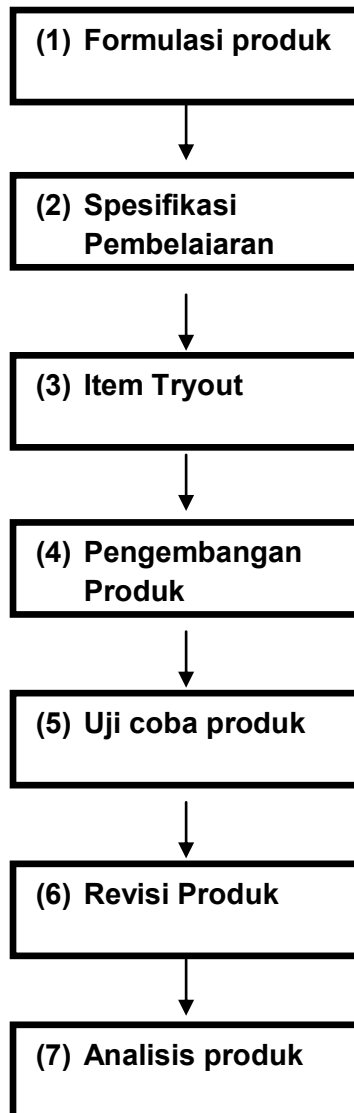 (1) Formulasi produk
(2) Spesifikasi
Pembelajaran
(3) Item Tryout
(4) Pengembangan
Produk
(5) Uji coba produk
(6) Revisi Produk
(7) Analisis produk